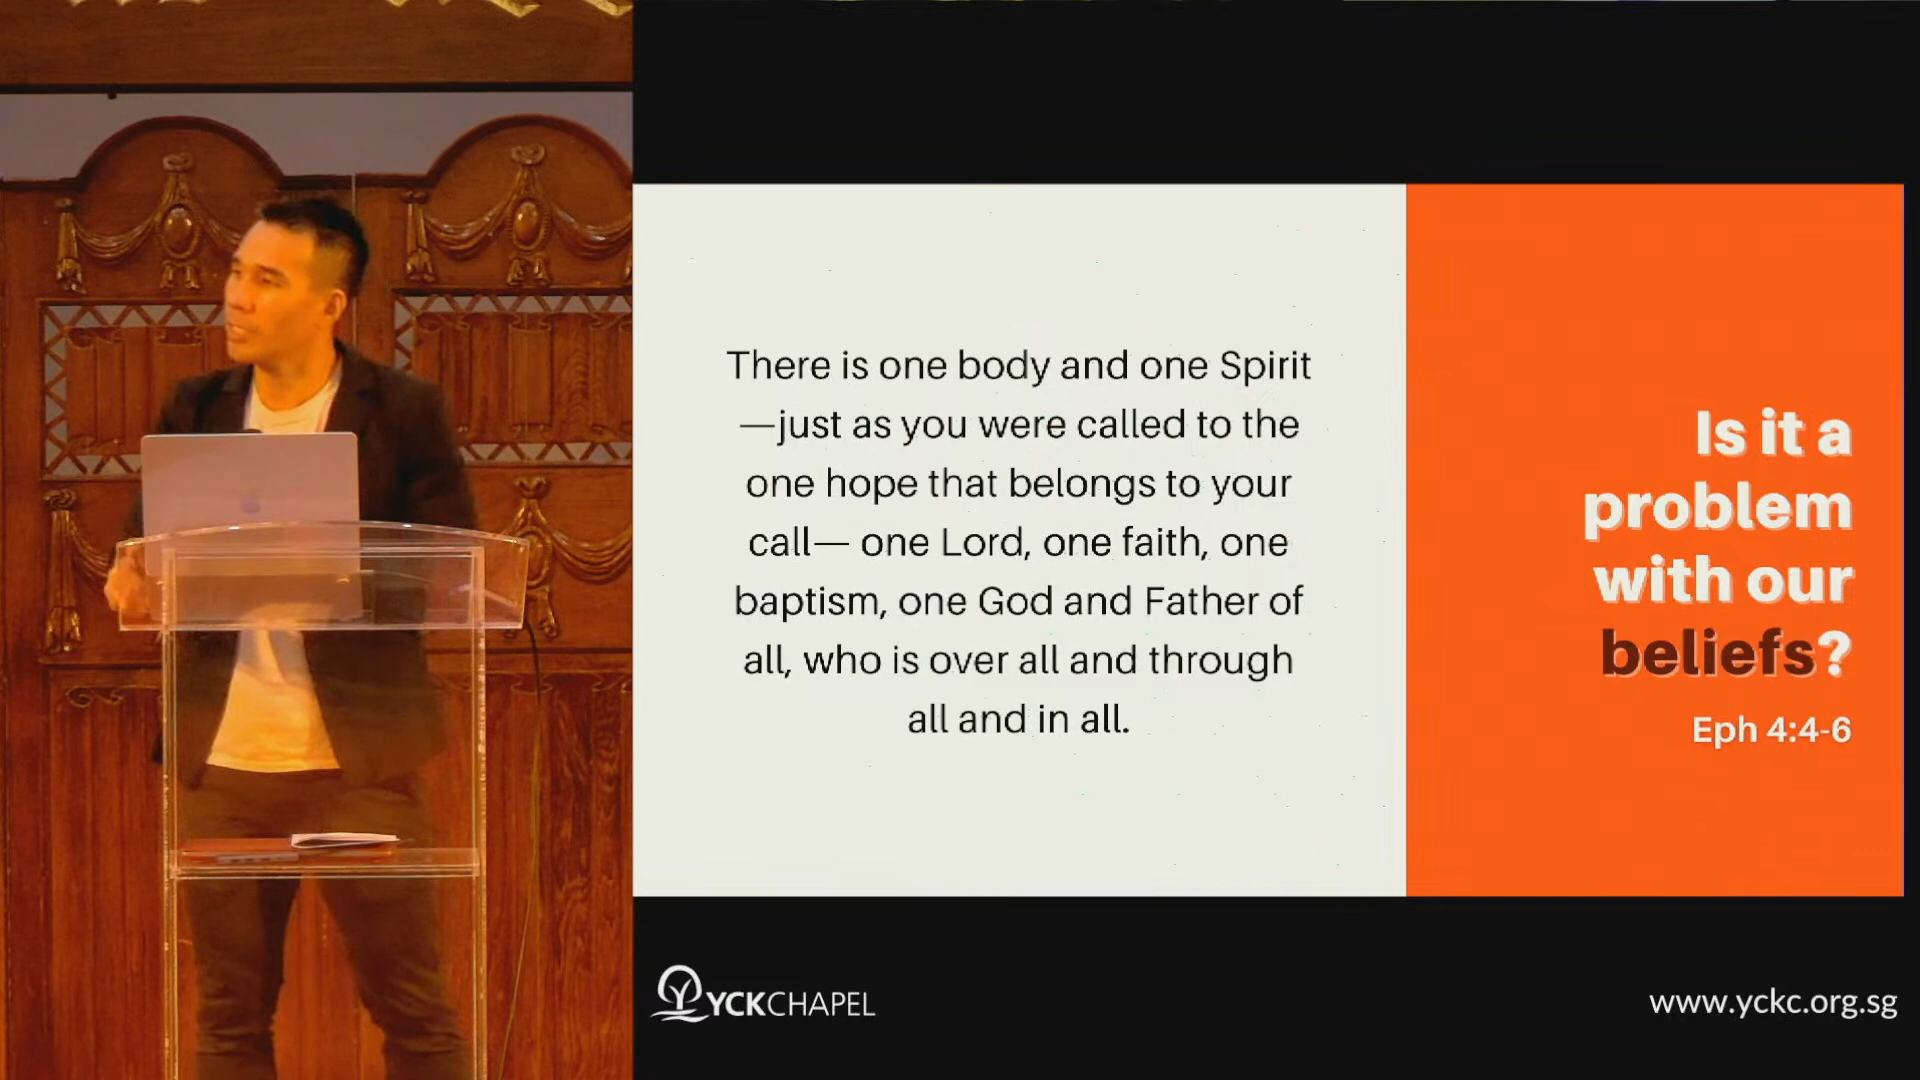 There is one body and one Spirit
—just as you were called to the
one hope that belongs to your
call— one Lord, one faith, one
baptism, one God and Father of
all, who is over all and through
all and in all.
Is it a
problem
with our
beliefs?
Eph 4:4-6
YCKCHAPEL
www.yckc.org.sg